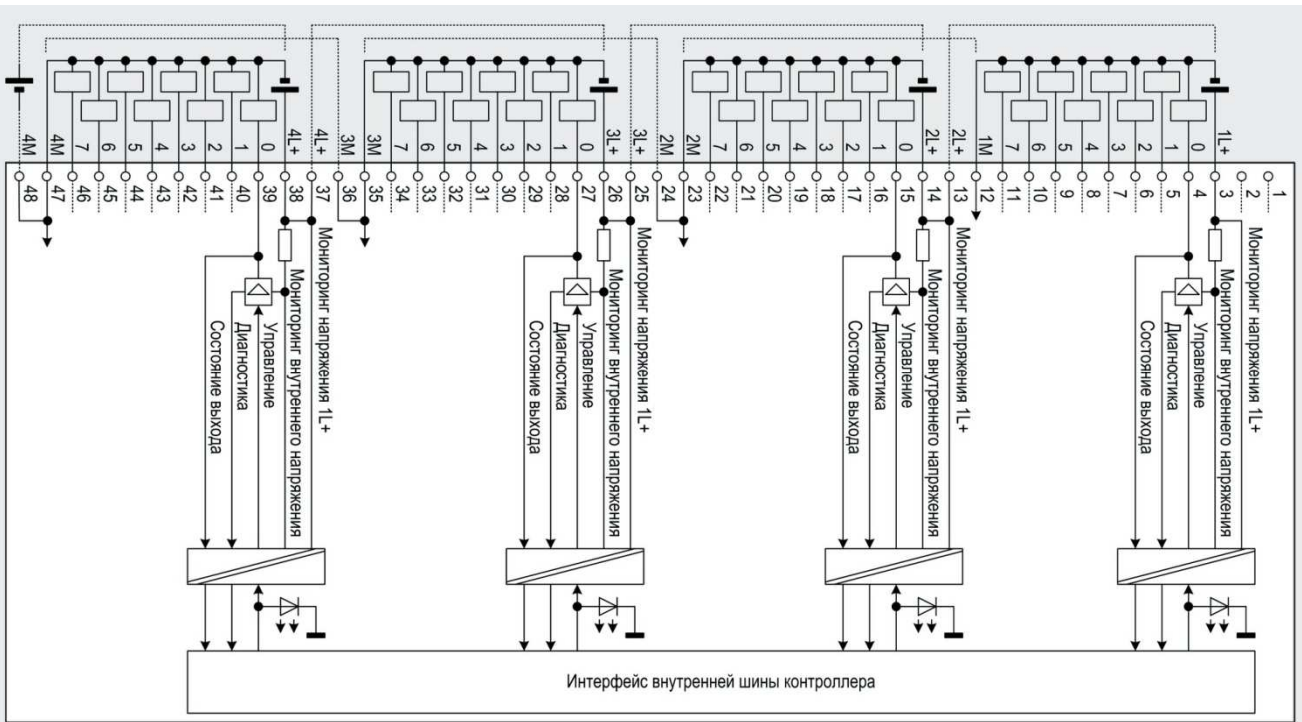 4M
4M
7
6
5
4
3
2
1
0
4L+
4L+
3M
3M
7
6
5
4
3
2
1
0
3L+
3L+
2M
2M
7
6
5
4
3
2
1
0
2L+
2L+
1M
7
6
5
4
3
2
1
0
1L+
48
47
46
45
44
43
42
41
40
39
38
37
36
35
34
33
32
31
30
29
28
27
26
25
24
23
22
21
20
19
18
17
16
15
14
13
12
11
10
9
8
7
6
5
4
3
2
1
Состояние выхода
Диагностика
Управление
Мониторинг внутреннего напряжения
Мониторинг напряжения 1L+
Состояние выхода
Диагностика
Управление
Мониторинг внутреннего напряжения
Мониторинг напряжения 1L+
Состояние выхода
Диагностика
Управление
Мониторинг внутреннего напряжения
Мониторинг напряжения 1L+
Состояние выхода
Диагностика
Управление
Мониторинг внутреннего напряжения
Мониторинг напряжения 1L+
Интерфейс внутренней шины контроллера